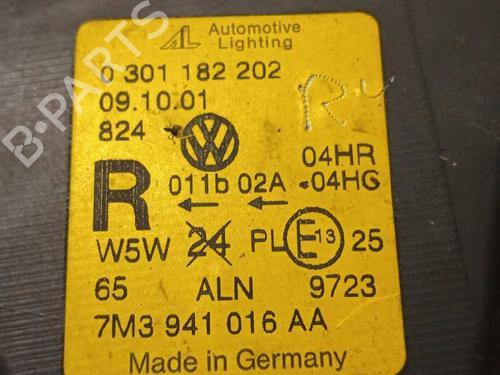 AL Automotive
Lighting
0 301 182 202
09.10.01
824
04HR
R 011b 02A -04HG
W5W 24 PL E 13 25
65 ALN 9723
7M3 941 016 AA
Made in Germany
B-PARTS